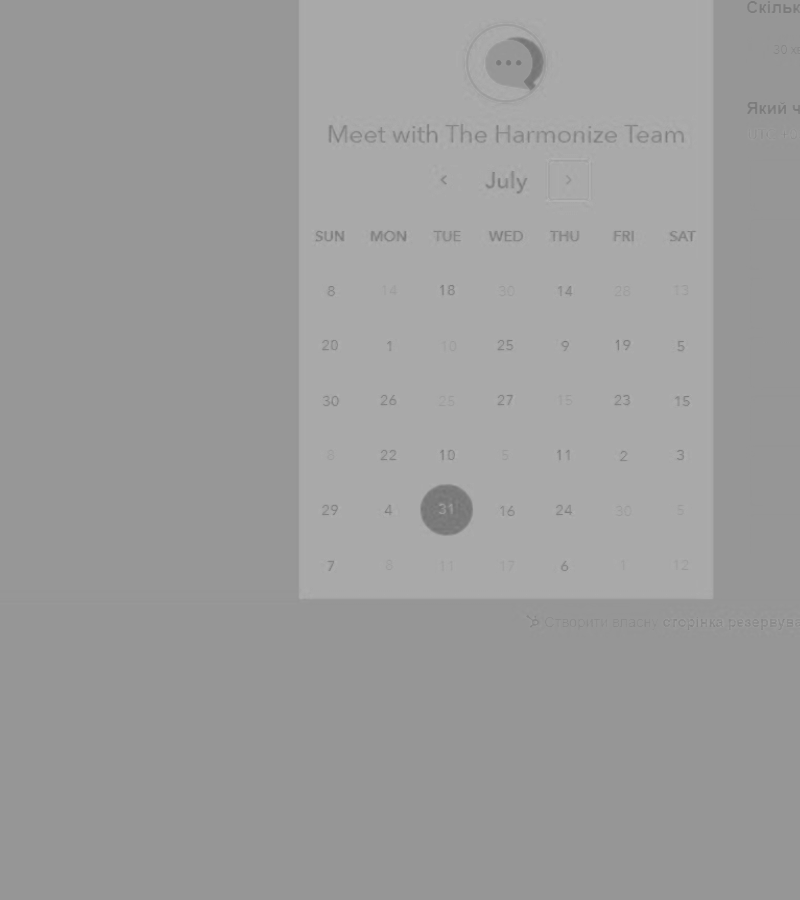 Meet with The Harmonize Team
July
SUN MON TUE WED THU FRI SAT
8 14 18 30 14 28 13
20 1 10 25 9 19 5
30 26 25 27 15 23 15
8 22 10 5 11 2 3
29 4 31 16 24 30 5
7 8 11 17 6 1 12
Скільк
30 хв
Який ч
Створити власну сторінка резервува